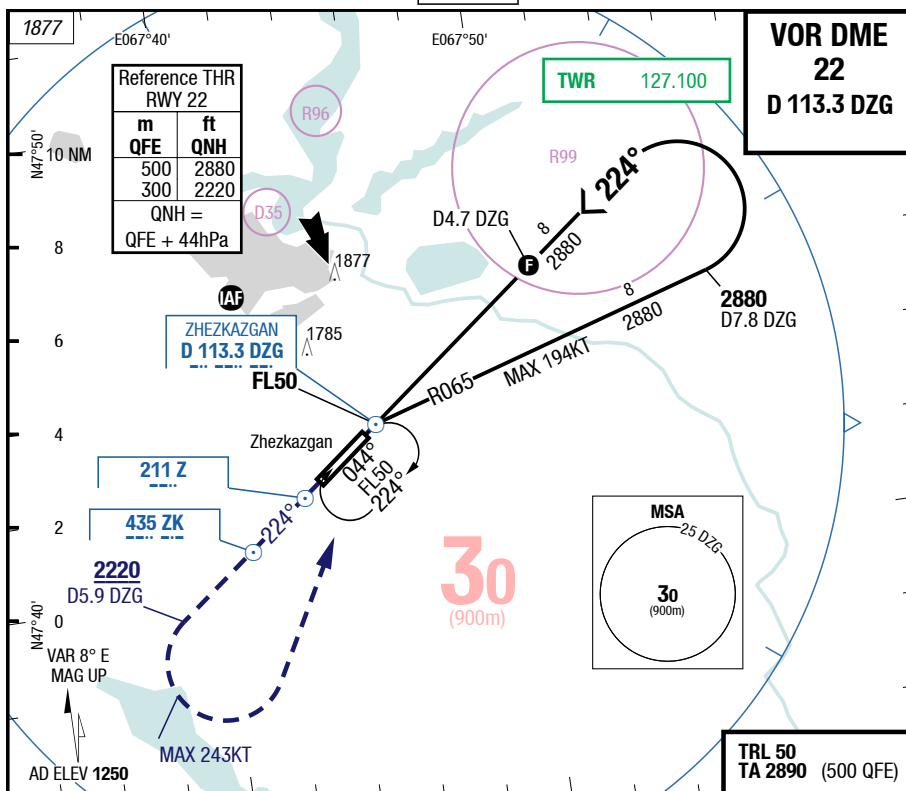 1877
E067°40'
E067°50'
VOR DME
22
D 113.3 DZG
Reference THR
RWY 22
m ft
QFE QNH
500 2880
300 2220
QNH =
QFE + 44hPa
TWR 127.100
R96
R99
D35
N47°50'
10 NM
8
6
4
2
0
N47°40'
224°
D4.7 DZG
F
8
2880
1877
IAF
8
2880
2880
D7.8 DZG
ZHEZKAZGAN
D 113.3 DZG
1785
FL50
R065
MAX 194KT
Zhezkazgan
044°
FL50
224°
211 Z
224°
435 ZK
2220
D5.9 DZG
30
(900m)
MSA
25 DZG
30
(900m)
VAR 8° E
MAG UP
MAX 243KT
AD ELEV 1250
TRL 50
TA 2890 (500 QFE)